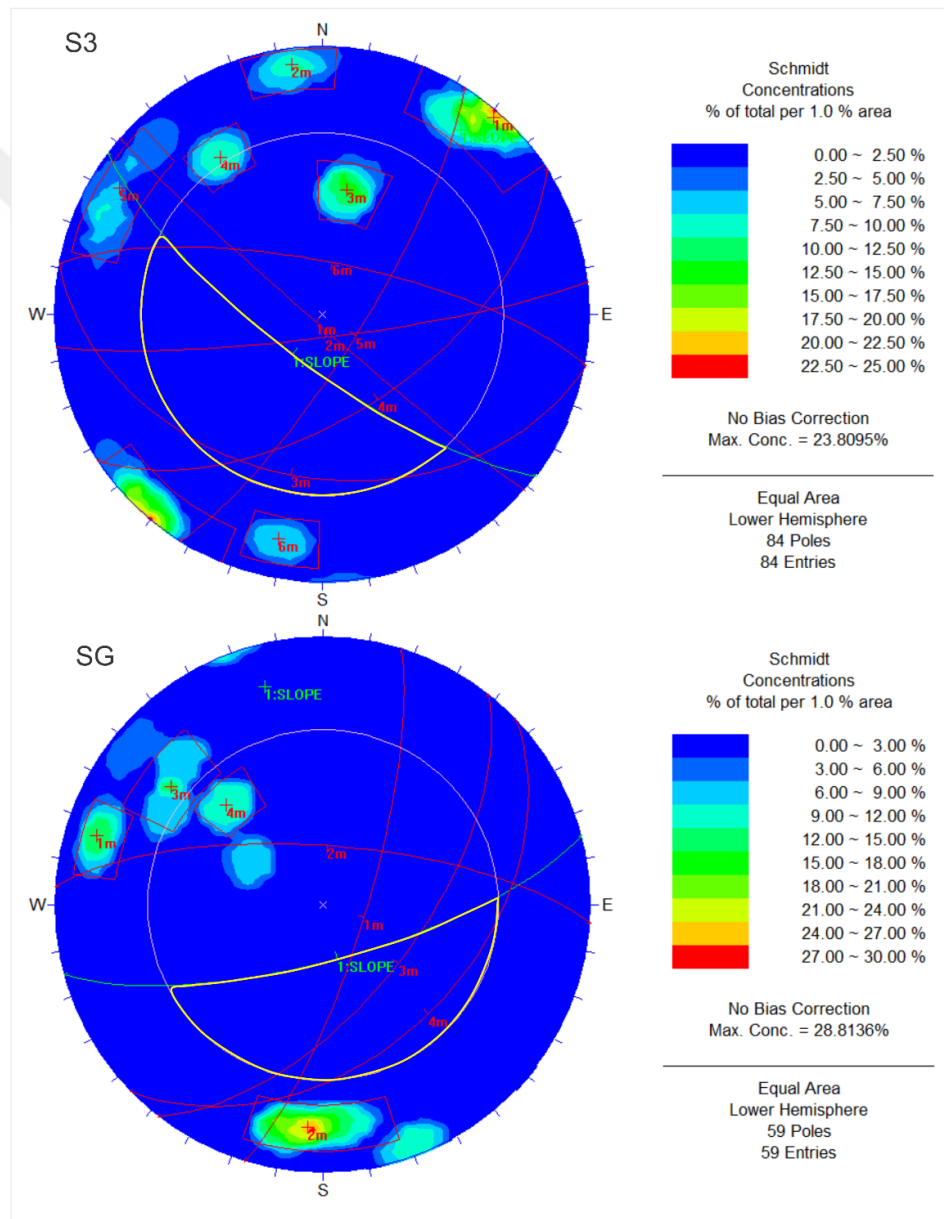 S3
N
W
E
S
2m
1m
1:SLOPE
4m
3m
5m
6m
1m
2m
5m
1:SLOPE
4m
3m
6m
Schmidt
Concentrations
% of total per 1.0 % area
0.00 ~ 2.50 %
2.50 ~ 5.00 %
5.00 ~ 7.50 %
7.50 ~ 10.00 %
10.00 ~ 12.50 %
12.50 ~ 15.00 %
15.00 ~ 17.50 %
17.50 ~ 20.00 %
20.00 ~ 22.50 %
22.50 ~ 25.00 %
No Bias Correction
Max. Conc. = 23.8095%
Equal Area
Lower Hemisphere
84 Poles
84 Entries
SG
N
W
E
S
1:SLOPE
3m
4m
1m
2m
1m
1:SLOPE
3m
4m
2m
Schmidt
Concentrations
% of total per 1.0 % area
0.00 ~ 3.00 %
3.00 ~ 6.00 %
6.00 ~ 9.00 %
9.00 ~ 12.00 %
12.00 ~ 15.00 %
15.00 ~ 18.00 %
18.00 ~ 21.00 %
21.00 ~ 24.00 %
24.00 ~ 27.00 %
27.00 ~ 30.00 %
No Bias Correction
Max. Conc. = 28.8136%
Equal Area
Lower Hemisphere
59 Poles
59 Entries